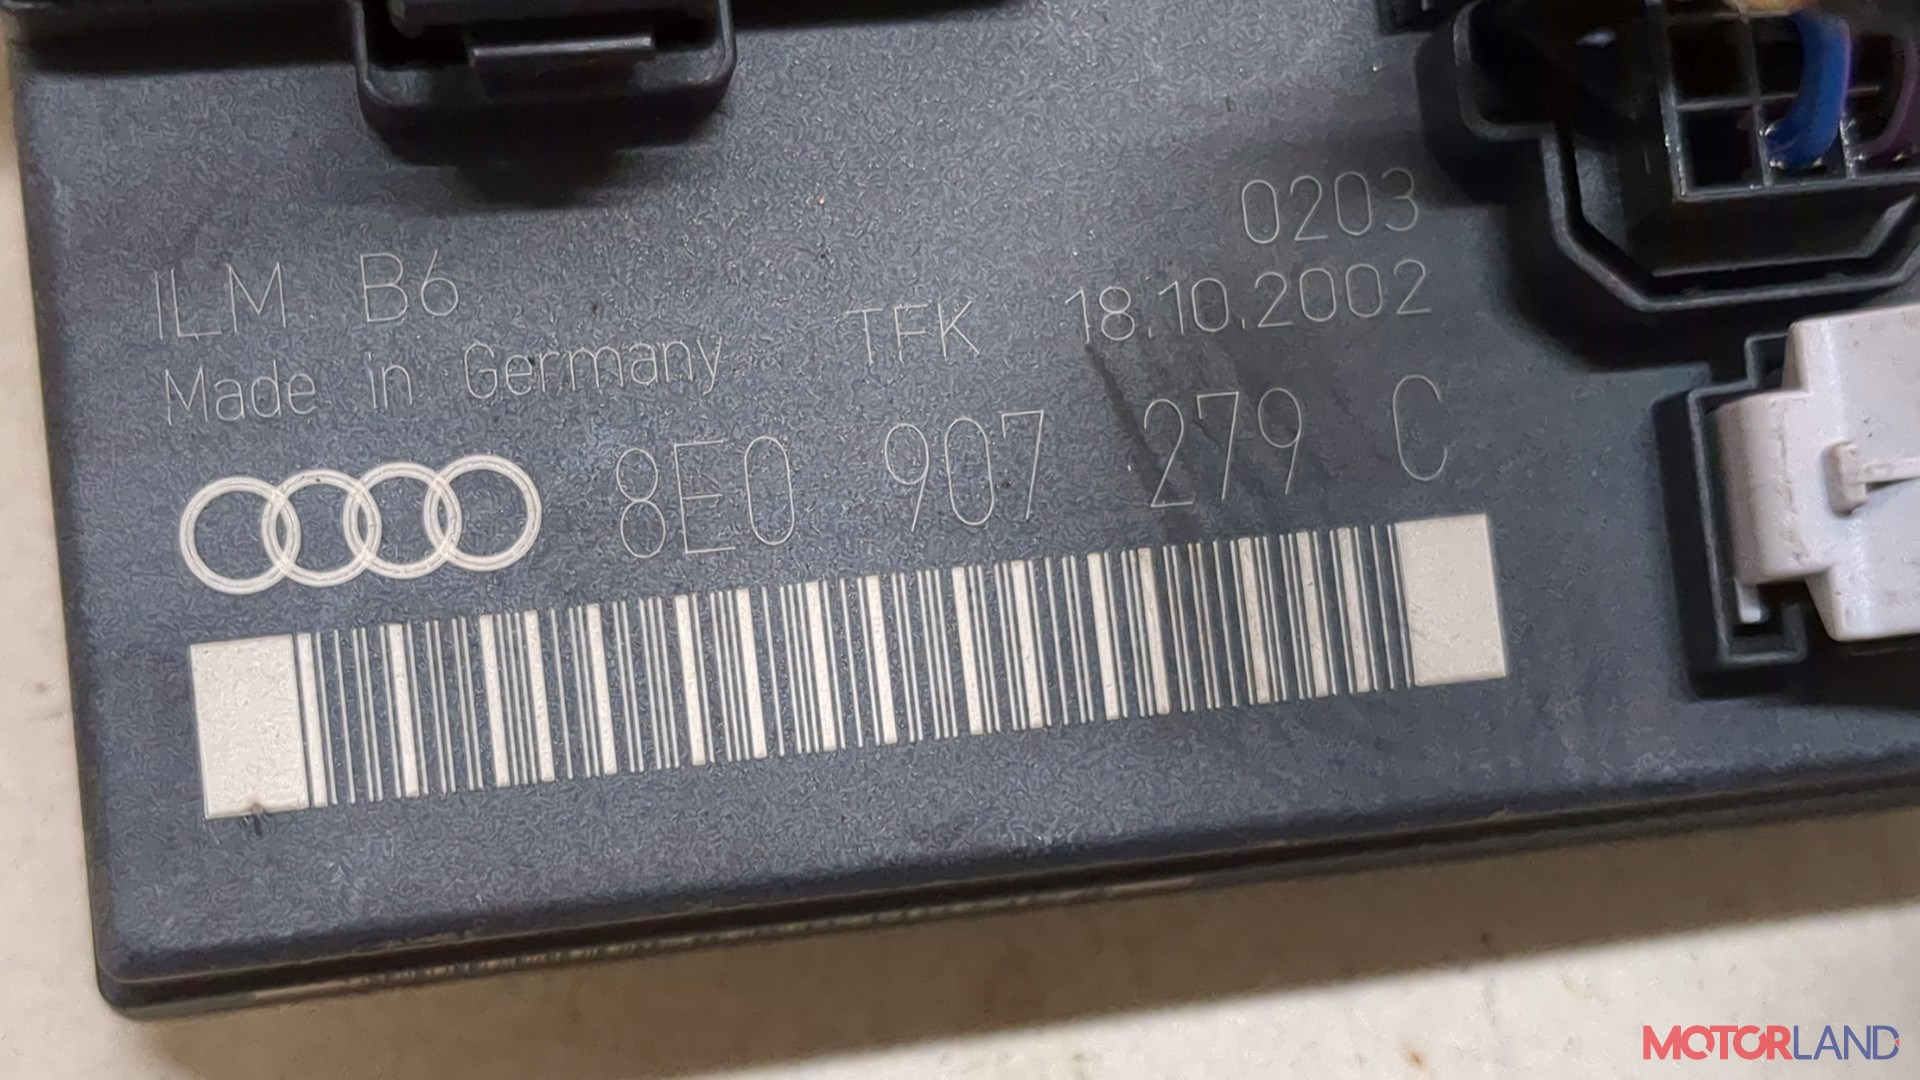 0203
ILM B6
TFK 18.10.2002
Made in Germany
8E0 907 279 C
MOTORLAND